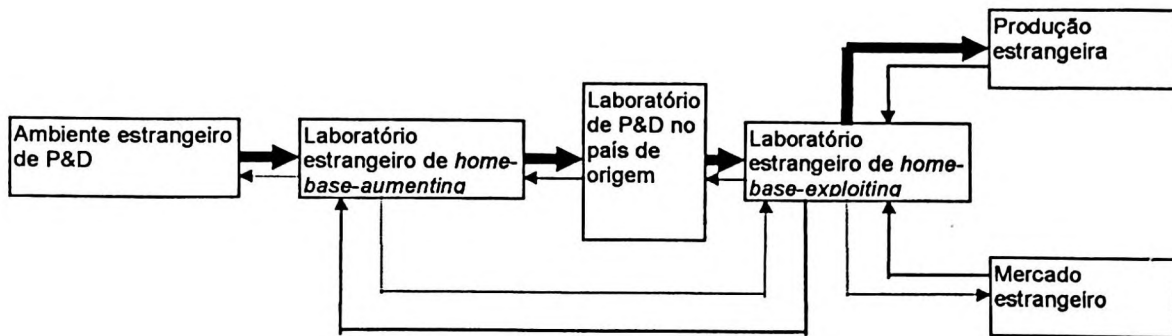 Ambiente estrangeiro
de P&D
Laboratório
estrangeiro de home-
base-aumenting
Laboratório
de P&D no
país de
origem
Laboratório
estrangeiro de home-
base-exploiting
Produção
estrangeira
Mercado
estrangeiro